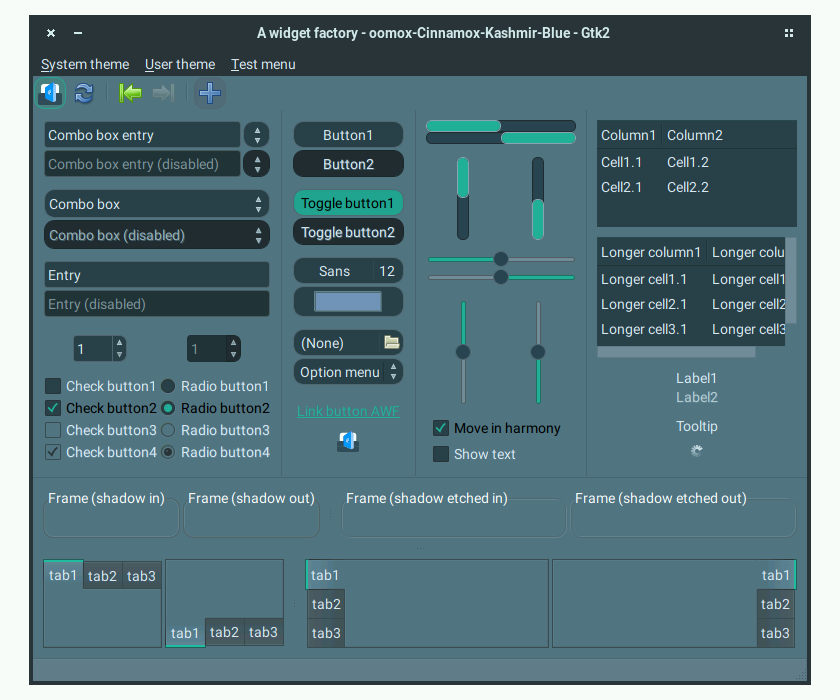 A widget factory - oomox-Cinnamox-Kashmir-Blue - Gtk2
System theme User theme Test menu
Combo box entry
Combo box entry (disabled)
Combo box
Combo box (disabled)
Entry
Entry (disabled)
1 1
Check button1 Radio button1
Check button2 Radio button2
Check button3 Radio button3
Check button4 Radio button4
Button1
Button2
Toggle button1
Toggle button2
Sans 12
(None)
Option menu
Link button AWF
Move in harmony
Show text
Column1 Column2
Cell1.1 Cell1.2
Cell2.1 Cell2.2
Longer column1 Longer colu
Longer cell1.1 Longer cell1
Longer cell2.1 Longer cell2
Longer cell3.1 Longer cell3
Label1
Label2
Tooltip
Frame (shadow in) Frame (shadow out) Frame (shadow etched in) Frame (shadow etched out)
tab1 tab2 tab3
tab1 tab2 tab3
tab1
tab2
tab3
tab1
tab2
tab3